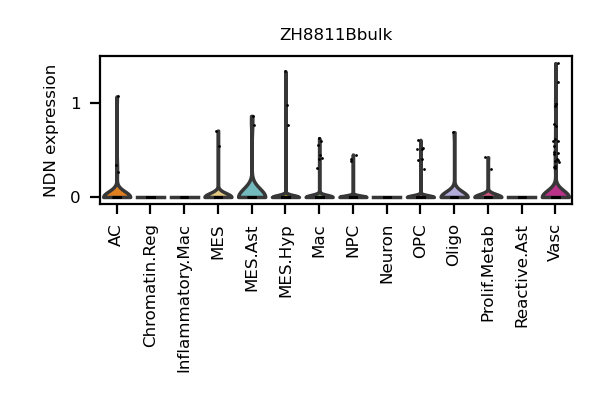 ZH8811Bbulk
NDN expression
1
0
AC
Chromatin.Reg
Inflammatory.Mac
MES
MES.Ast
MES.Hyp
Mac
NPC
Neuron
OPC
Oligo
Prolif.Metab
Reactive.Ast
Vasc